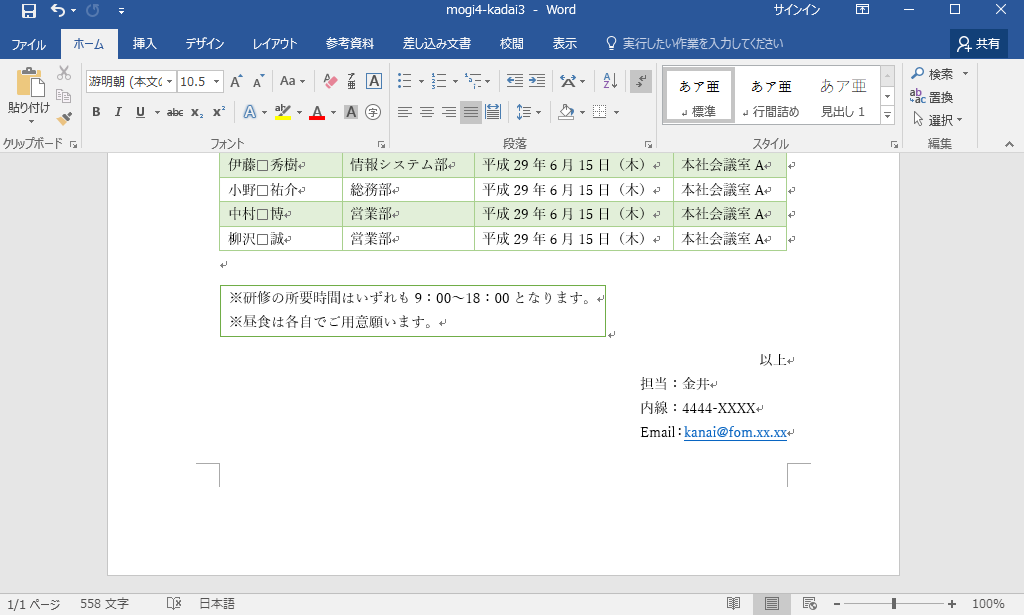 mogi4-kadai3 - Word
サインイン
ファイル ホーム 挿入 デザイン レイアウト 参考資料 差し込み文書 校閲 表示 実行したい作業を入力してください 共有
貼り付け
游明朝 (本文の 10.5 Aa
B I U abc x₂ x²
あア亜 あア亜 あア亜
標準 行間詰め 見出し 1
検索
置換
選択
クリップボード フォント 段落 スタイル 編集
伊藤□秀樹 情報システム部 平成 29 年 6 月 15 日（木） 本社会議室 A
小野□祐介 総務部 平成 29 年 6 月 15 日（木） 本社会議室 A
中村□博 営業部 平成 29 年 6 月 15 日（木） 本社会議室 A
柳沢□誠 営業部 平成 29 年 6 月 15 日（木） 本社会議室 A
※研修の所要時間はいずれも 9：00～18：00 となります。
※昼食は各自でご用意願います。
以上
担当：金井
内線：4444-XXXX
Email：kanai@fom.xx.xx
1/1 ページ 558 文字 日本語 100%